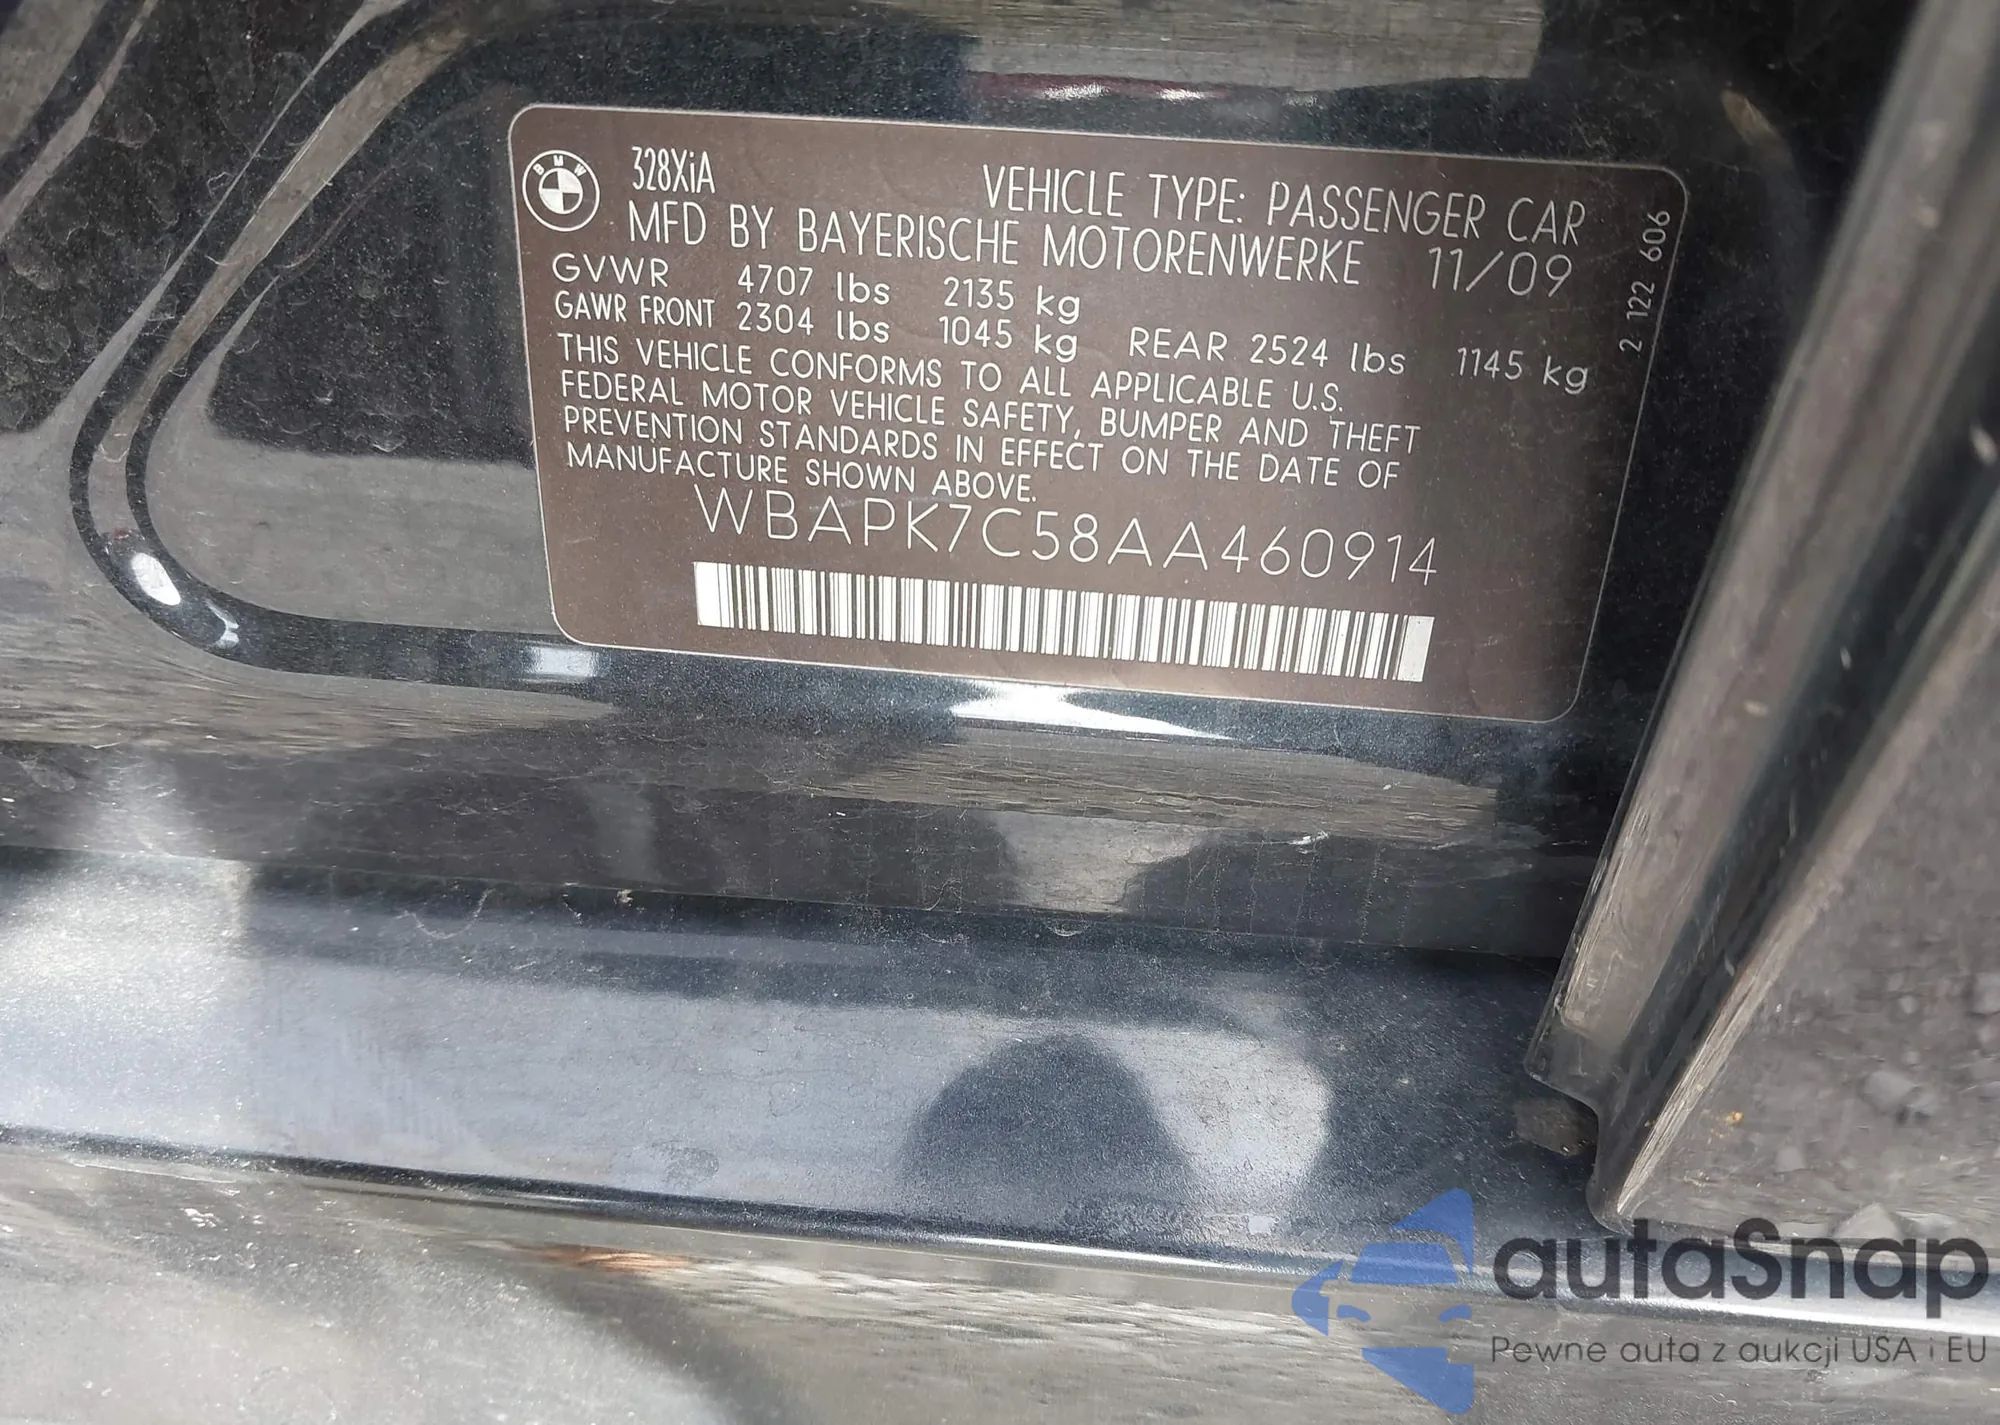 BMW
328XiA
VEHICLE TYPE: PASSENGER CAR
MFD BY BAYERISCHE MOTORENWERKE 11/09
GVWR 4707 lbs 2135 kg
GAWR FRONT 2304 lbs 1045 kg REAR 2524 lbs 1145 kg
THIS VEHICLE CONFORMS TO ALL APPLICABLE U.S.
FEDERAL MOTOR VEHICLE SAFETY, BUMPER AND THEFT
PREVENTION STANDARDS IN EFFECT ON THE DATE OF
MANUFACTURE SHOWN ABOVE.
WBAPK7C58AA460914
2 122 606
autaSnap
Pewne auta z aukcji USA i EU